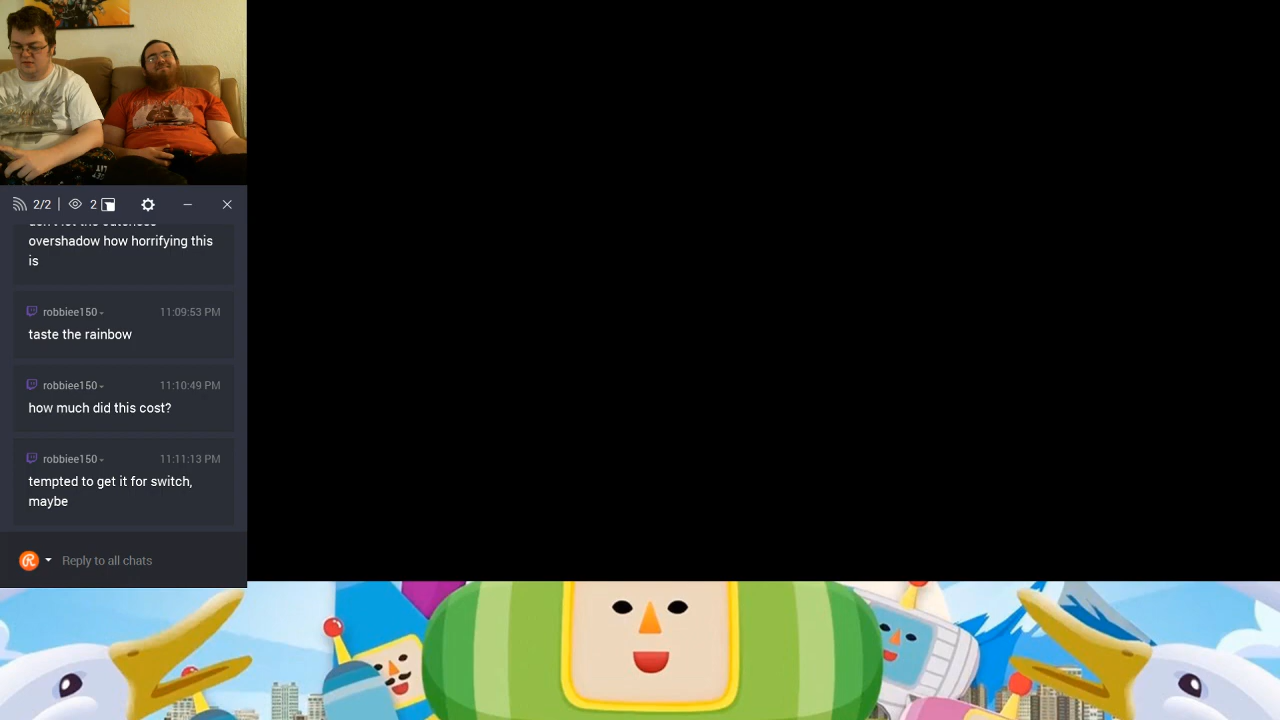 2/2
2
overshadow how horrifying this
is
robbiee150
11:09:53 PM
taste the rainbow
robbiee150
11:10:49 PM
how much did this cost?
robbiee150
11:11:13 PM
tempted to get it for switch,
maybe
Reply to all chats